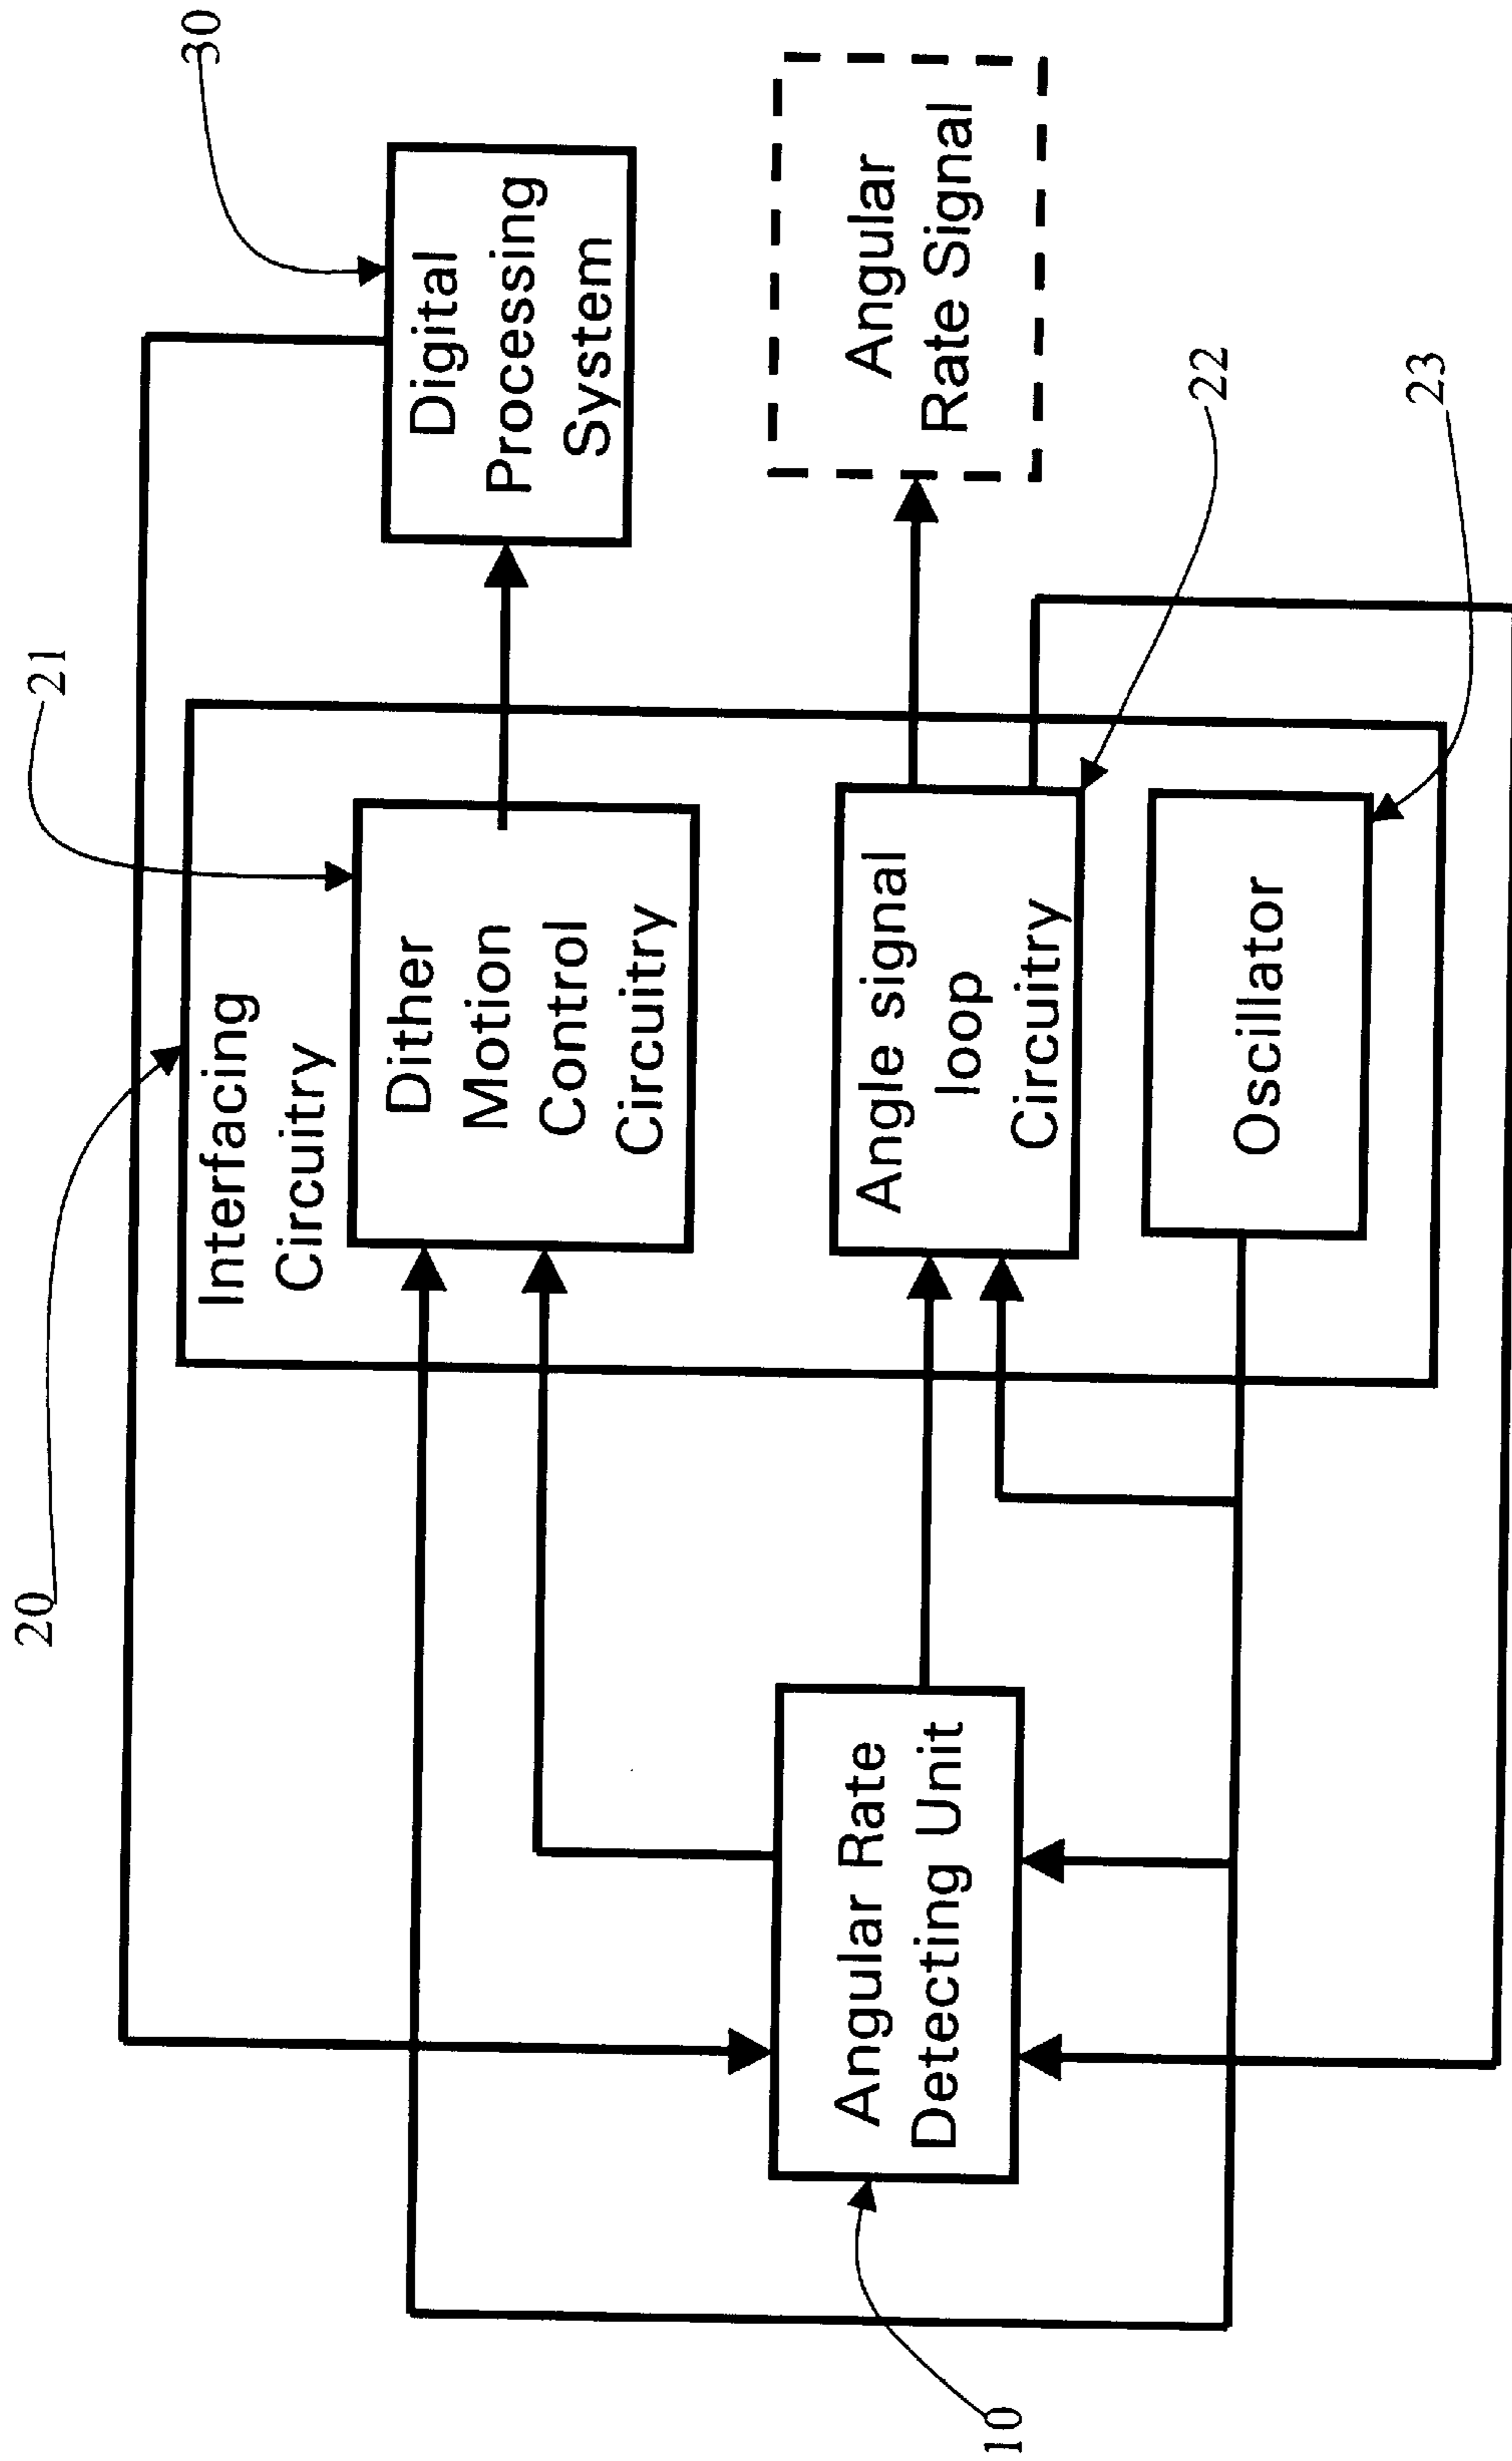 20
21
30
Interfacing
Circuitry
Dither
Motion
Control
Circuitry
Digital
Processing
System
Angular Rate
Detecting Unit
Angle signal
loop
Circuitry
Angular
Rate Signal
Oscillator
10
22
23